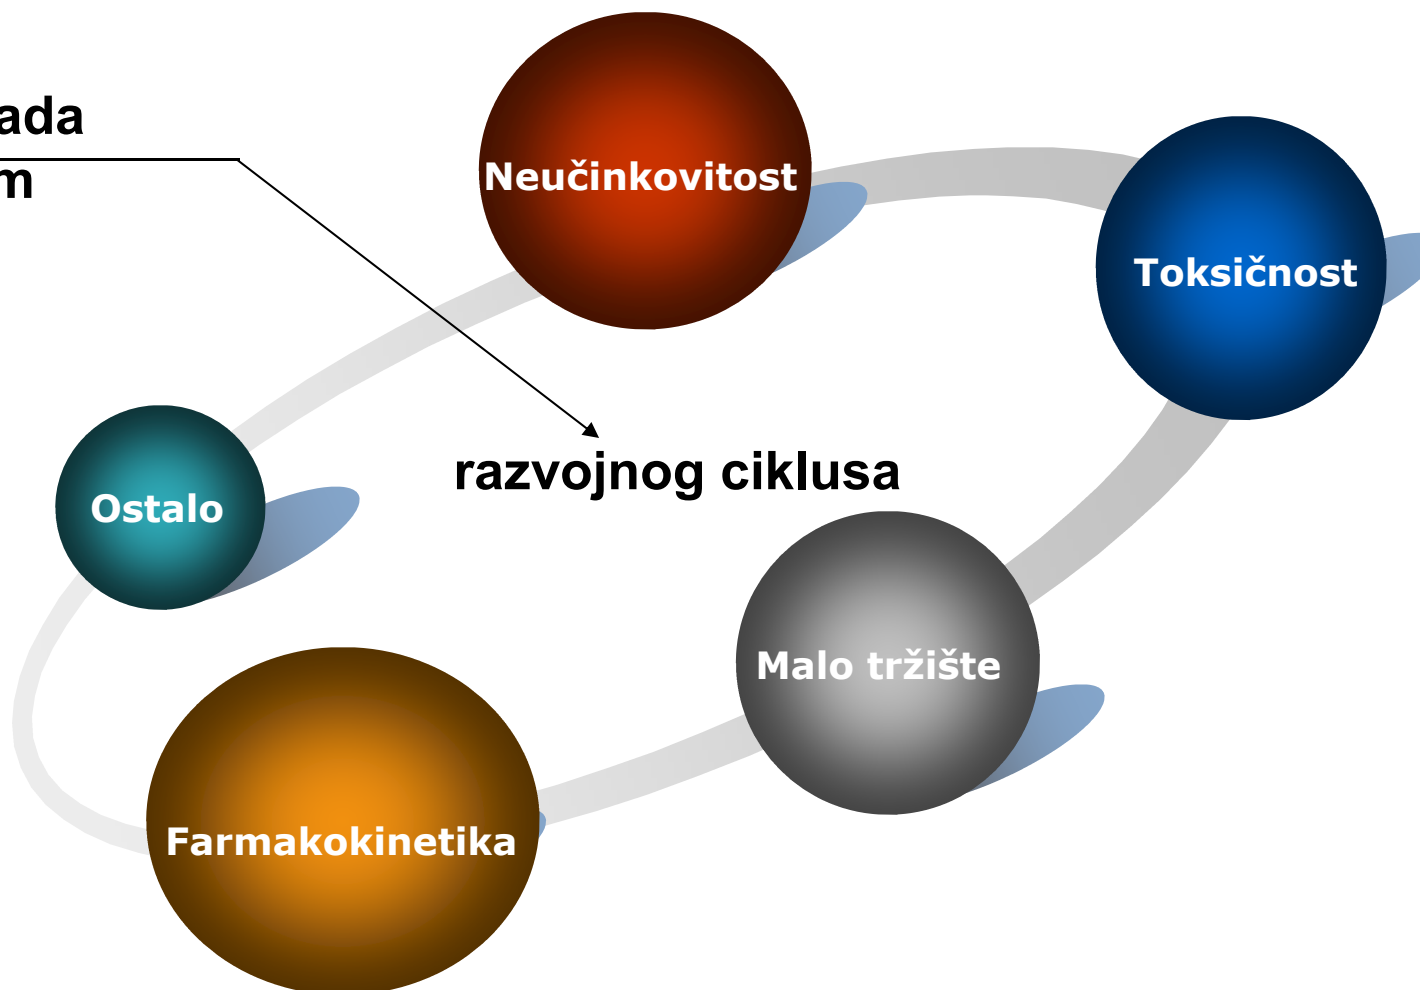 ada
m
Neučinkovitost
Toksičnost
razvojnog ciklusa
Ostalo
Malo tržište
Farmakokinetika